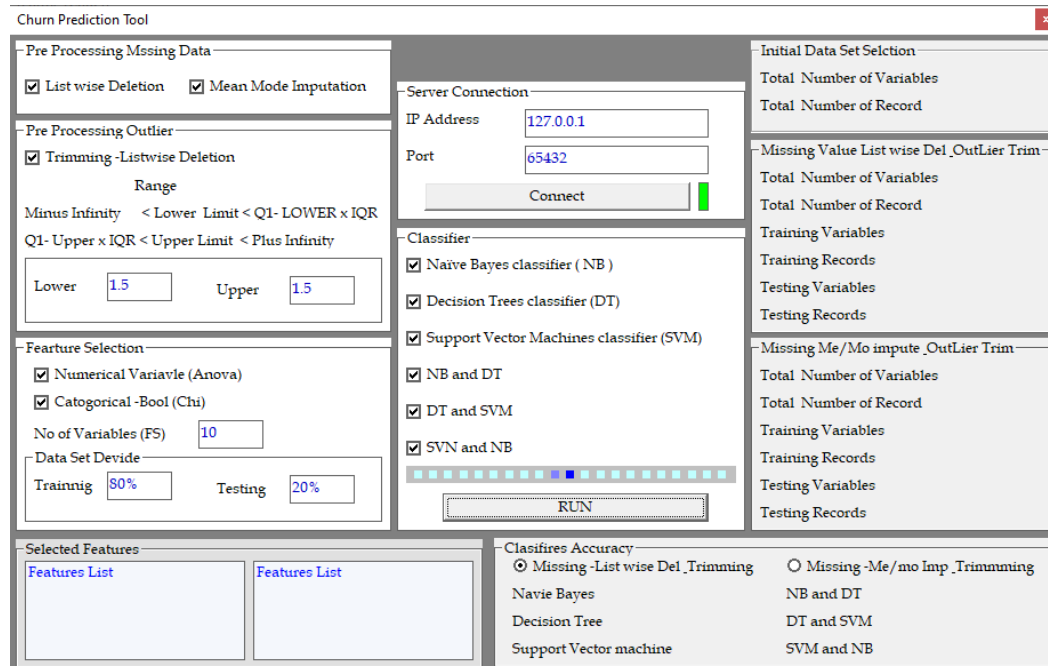 Churn Prediction Tool
x
Pre Processing Mssing Data
List wise Deletion
Mean Mode Imputation
Pre Processing Outlier
Trimming -Listwise Deletion
Range
Minus Infinity < Lower Limit < Q1- LOWER x IQR
Q1- Upper x IQR < Upper Limit < Plus Infinity
Lower 1.5 Upper 1.5
Fearture Selection
Numerical Variavle (Anova)
Catogorical -Bool (Chi)
No of Variables (FS) 10
Data Set Devide
Trainnig 80% Testing 20%
Server Connection
IP Address 127.0.0.1
Port 65432
Connect
Classifier
Naïve Bayes classifier ( NB )
Decision Trees classifier (DT)
Support Vector Machines classifier (SVM)
NB and DT
DT and SVM
SVN and NB
RUN
Initial Data Set Selction
Total Number of Variables
Total Number of Record
Missing Value List wise Del_OutLier Trim
Total Number of Variables
Total Number of Record
Training Variables
Training Records
Testing Variables
Testing Records
Missing Me/Mo impute_OutLier Trim
Total Number of Variables
Total Number of Record
Training Variables
Training Records
Testing Variables
Testing Records
Selected Features
Features List
Features List
Clasifires Accuracy
Missing -List wise Del_Trimming
Missing -Me/mo Imp_Trimmming
Navie Bayes
NB and DT
Decision Tree
DT and SVM
Support Vector machine
SVM and NB